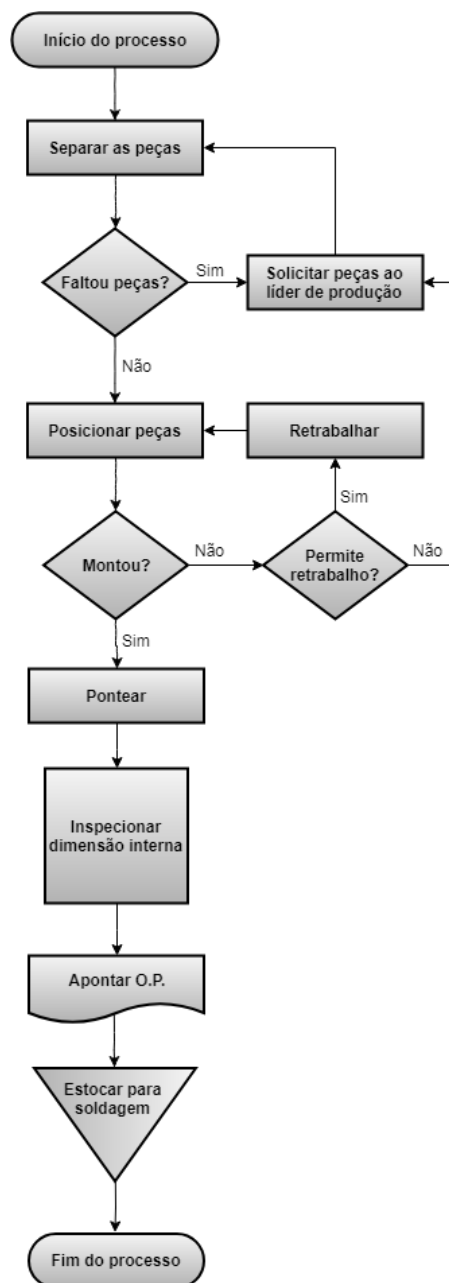 Início do processo
Separar as peças
Faltou peças?
Sim
Solicitar peças ao
líder de produção
Não
Posicionar peças
Retrabalhar
Sim
Montou?
Não
Permite
retrabalho?
Não
Sim
Pontear
Inspecionar
dimensão interna
Apontar O.P.
Estocar para
soldagem
Fim do processo